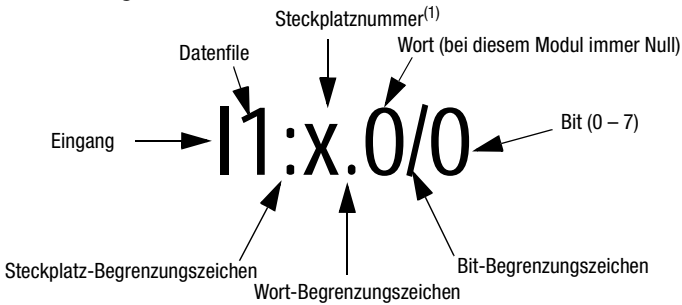 Steckplatznummer(1)
Wort (bei diesem Modul immer Null)
Datenfile
Eingang
I1:x.0/0
Bit (0 – 7)
Steckplatz-Begrenzungszeichen
Bit-Begrenzungszeichen
Wort-Begrenzungszeichen